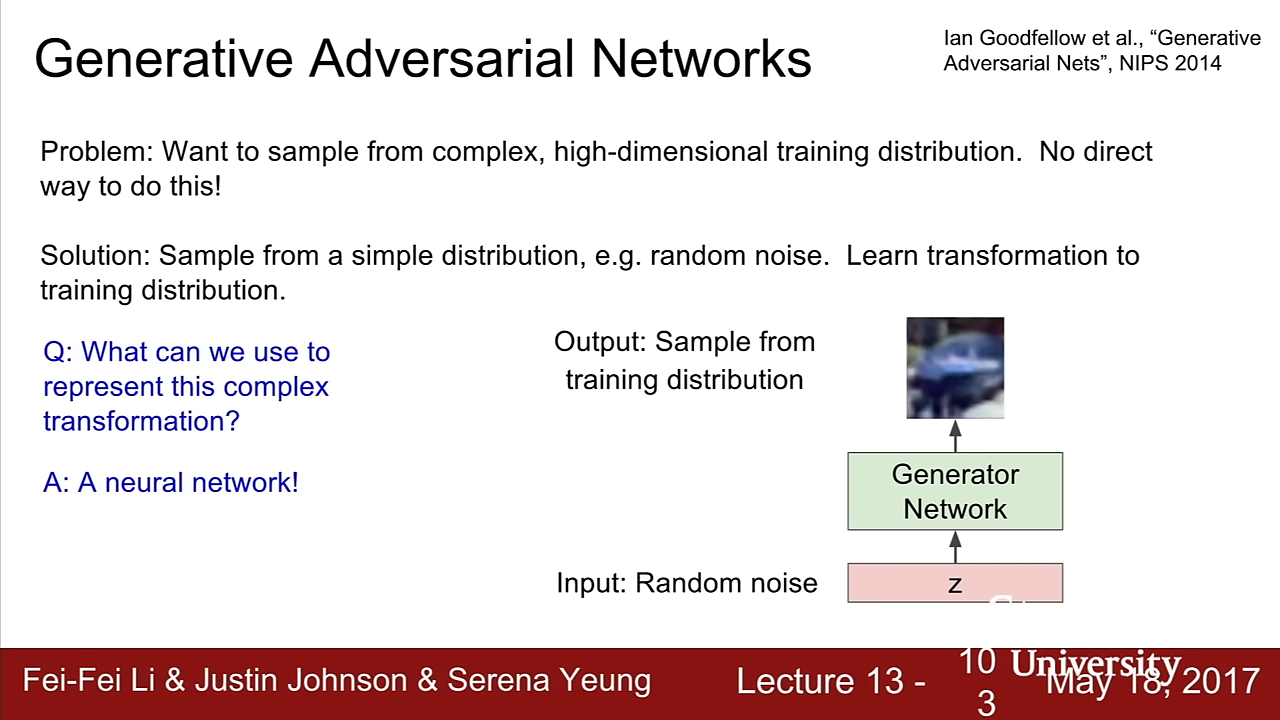 Generative Adversarial Networks
Ian Goodfellow et al., “Generative
Adversarial Nets”, NIPS 2014
Problem: Want to sample from complex, high-dimensional training distribution. No direct
way to do this!
Solution: Sample from a simple distribution, e.g. random noise. Learn transformation to
training distribution.
Q: What can we use to
represent this complex
transformation?
A: A neural network!
Output: Sample from
training distribution
Generator
Network
Input: Random noise
z
Fei-Fei Li & Justin Johnson & Serena Yeung
Lecture 13 -
10
3
University
May 18, 2017